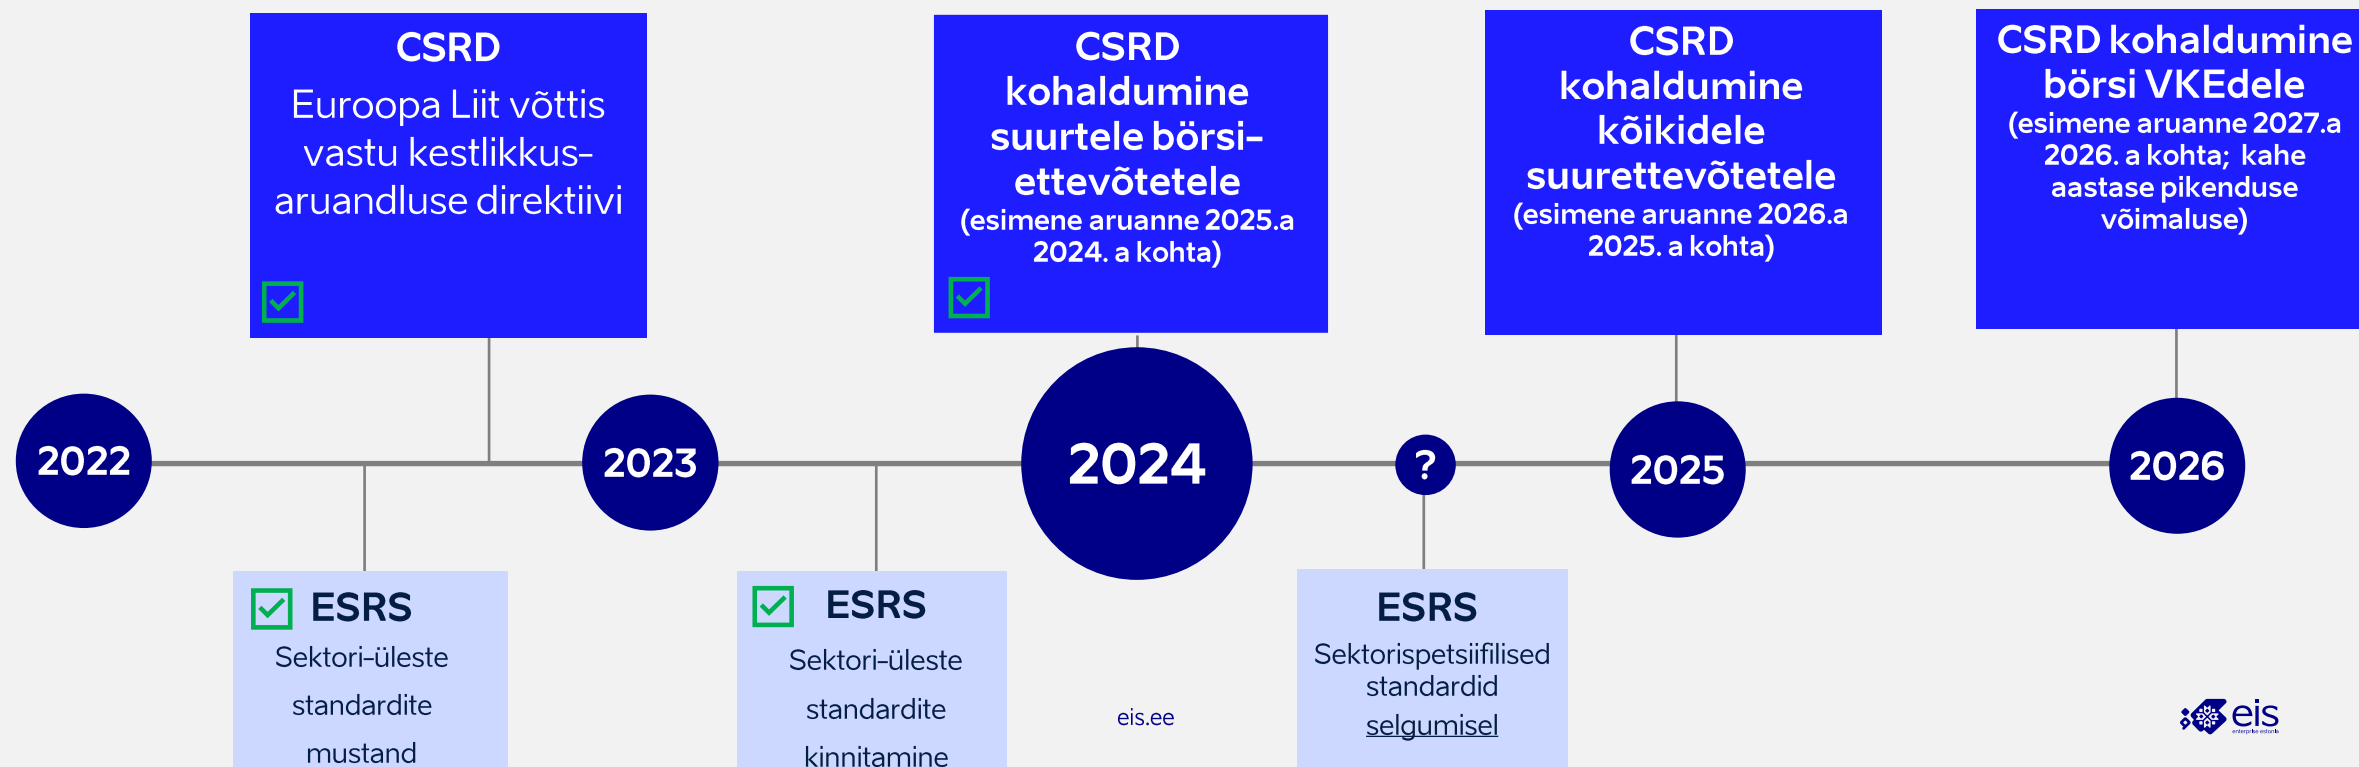 CSRD
Euroopa Liit võttis
vastu kestlikkus-
aruandluse direktiivi
CSRD
kohaldumine
suurtele börsi-
ettevõtetele
(esimene aruanne 2025.a
2024. a kohta)
CSRD
kohaldumine
kõikidele
suurettevõtetele
(esimene aruanne 2026.a
2025. a kohta)
CSRD kohaldumine
börsi VKEdele
(esimene aruanne 2027.a
2026. a kohta; kahe
aastase pikenduse
võimaluse)
2022
2023
2024
?
2025
2026
ESRS
Sektori-üleste
standardite
mustand
ESRS
Sektori-üleste
standardite
kinnitamine
eis.ee
ESRS
Sektorispetsiifilised
standardid
selgumisel
eis
enterprise estonia